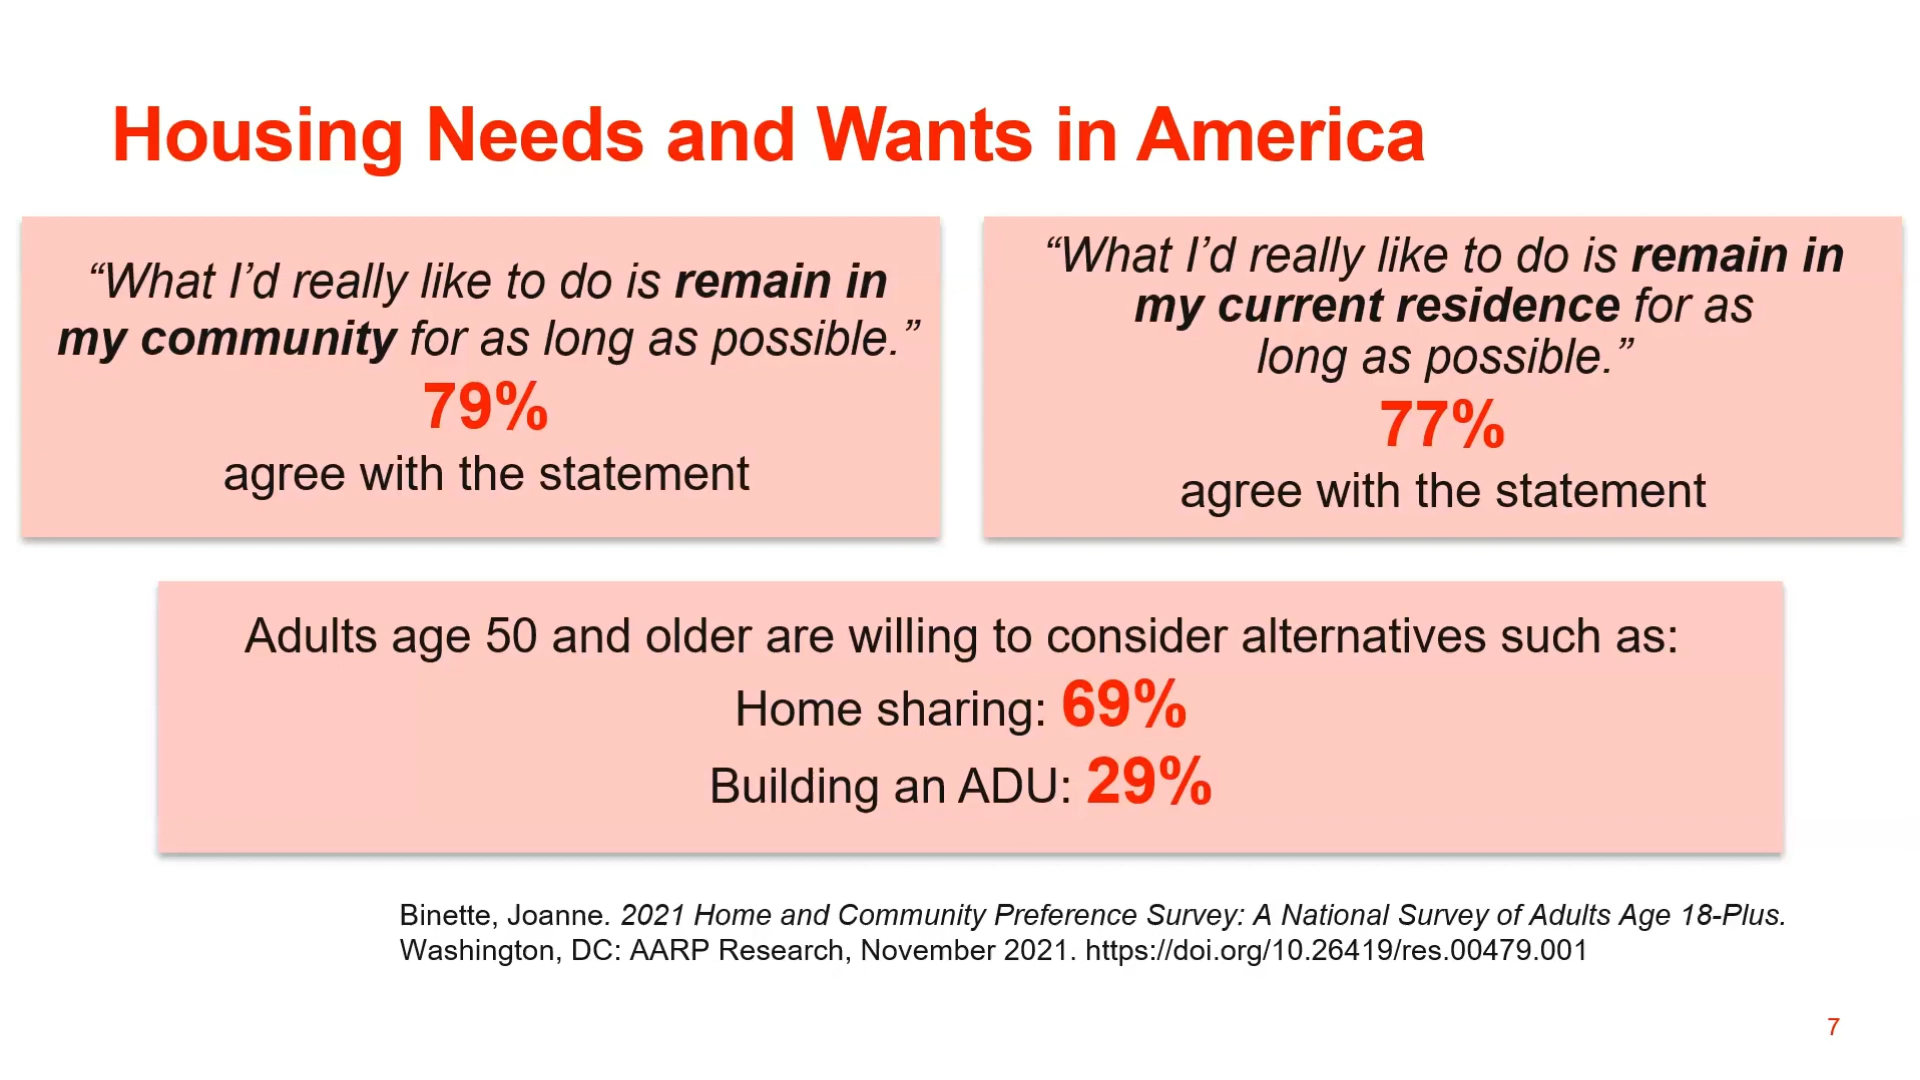 Housing Needs and Wants in America
“What I’d really like to do is remain in
my community for as long as possible.”
79%
agree with the statement
“What I’d really like to do is remain in
my current residence for as
long as possible.”
77%
agree with the statement
Adults age 50 and older are willing to consider alternatives such as:
Home sharing: 69%
Building an ADU: 29%
Binette, Joanne. 2021 Home and Community Preference Survey: A National Survey of Adults Age 18-Plus.
Washington, DC: AARP Research, November 2021. https://doi.org/10.26419/res.00479.001
7